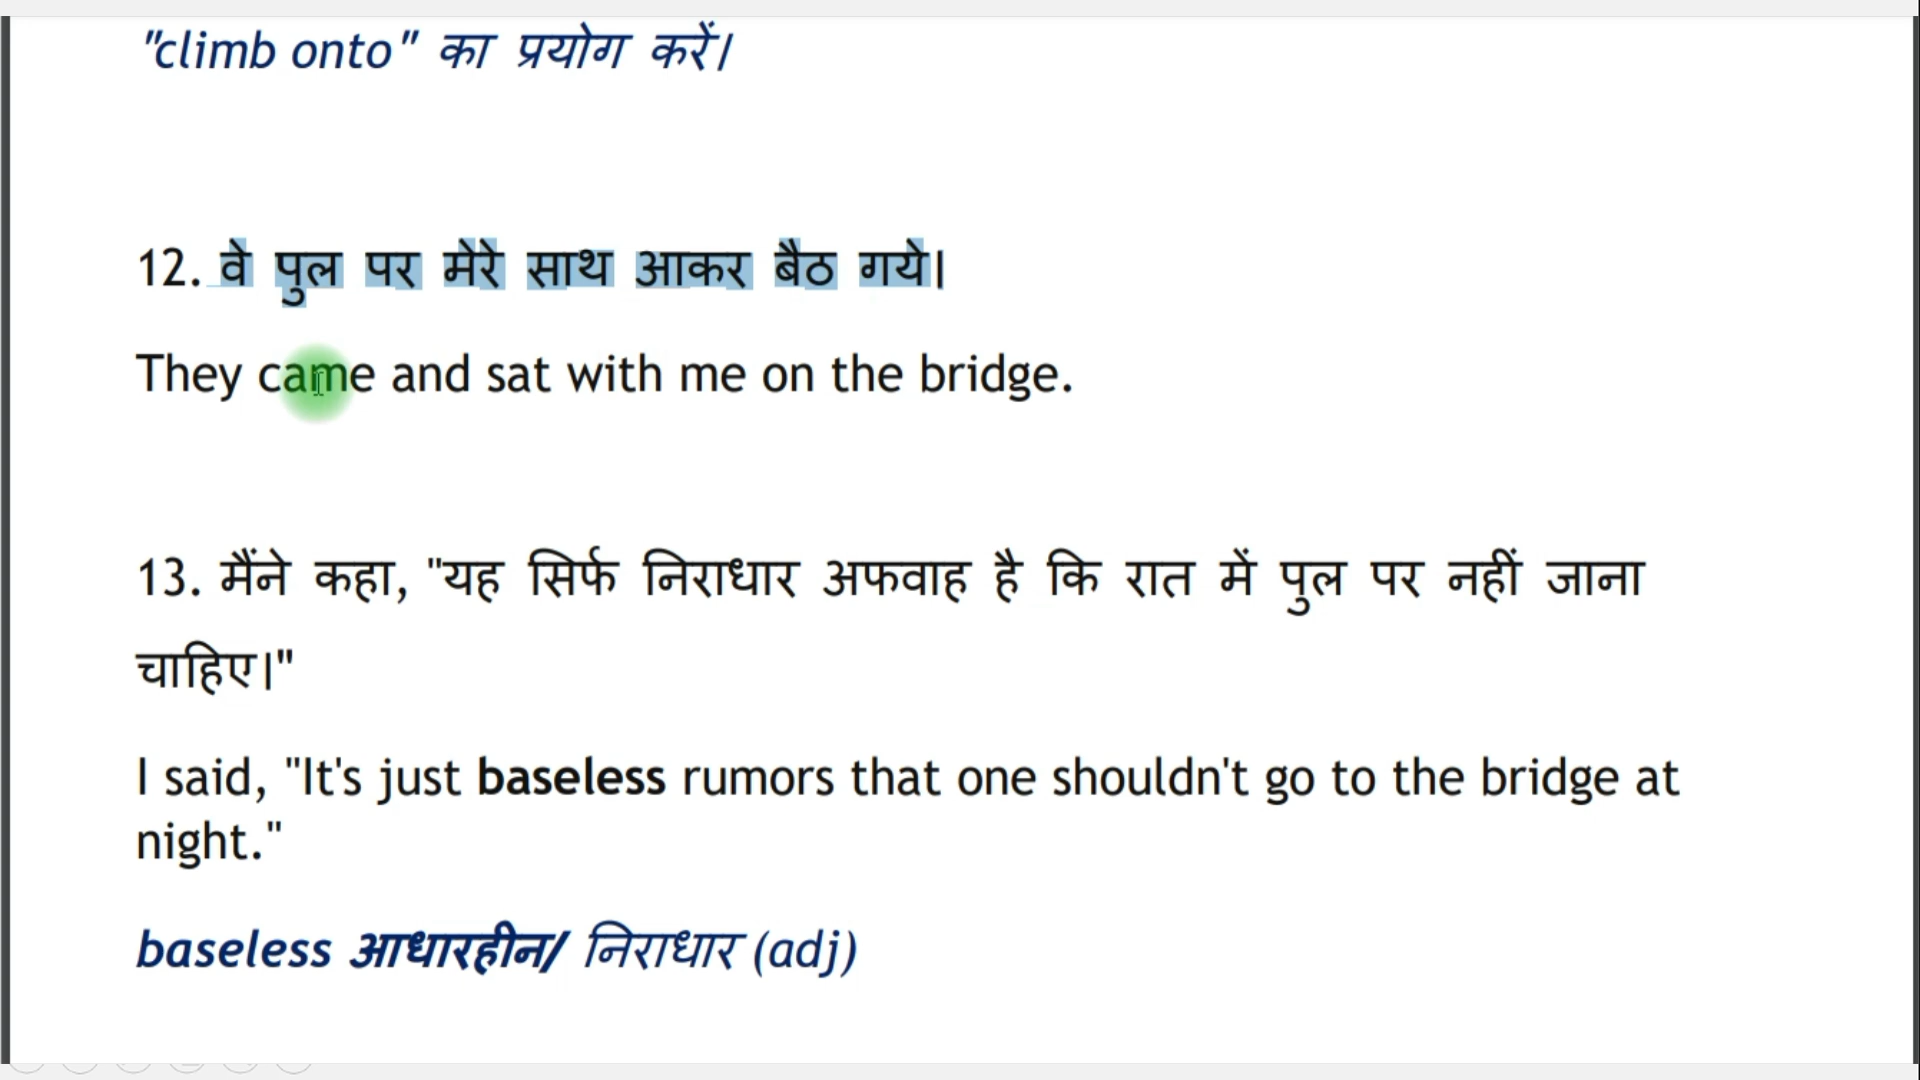 "climb onto" का प्रयोग करें।
12. वे पुल पर मेरे साथ आकर बैठ गये।
They came and sat with me on the bridge.
13. मैंने कहा, "यह सिर्फ निराधार अफवाह है कि रात में पुल पर नहीं जाना
चाहिए।"
I said, "It's just baseless rumors that one shouldn't go to the bridge at
night."
baseless आधारहीन/ निराधार (adj)